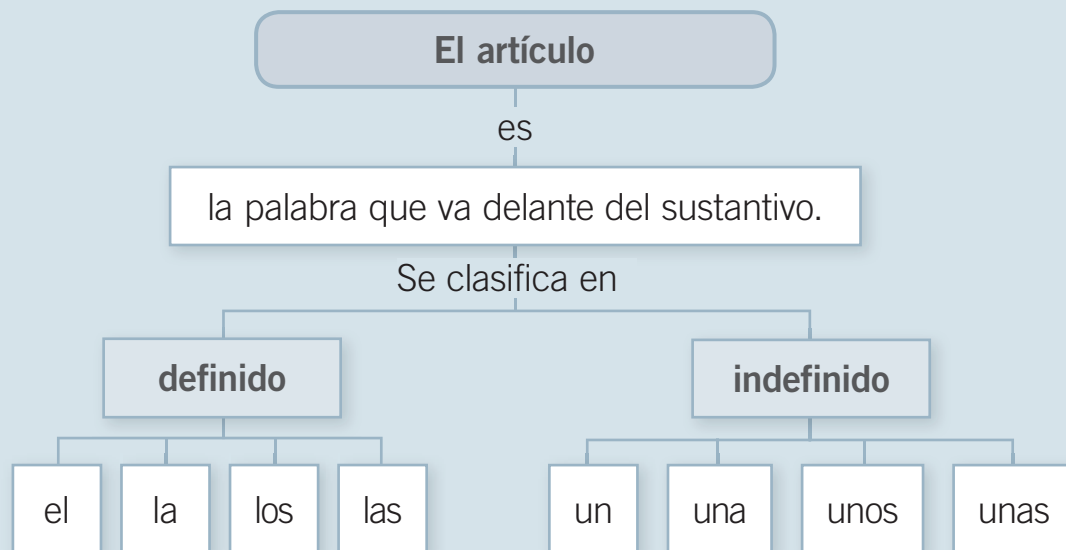 El artículo
es
la palabra que va delante del sustantivo.
Se clasifica en
definido
indefinido
el
la
los
las
un
una
unos
unas